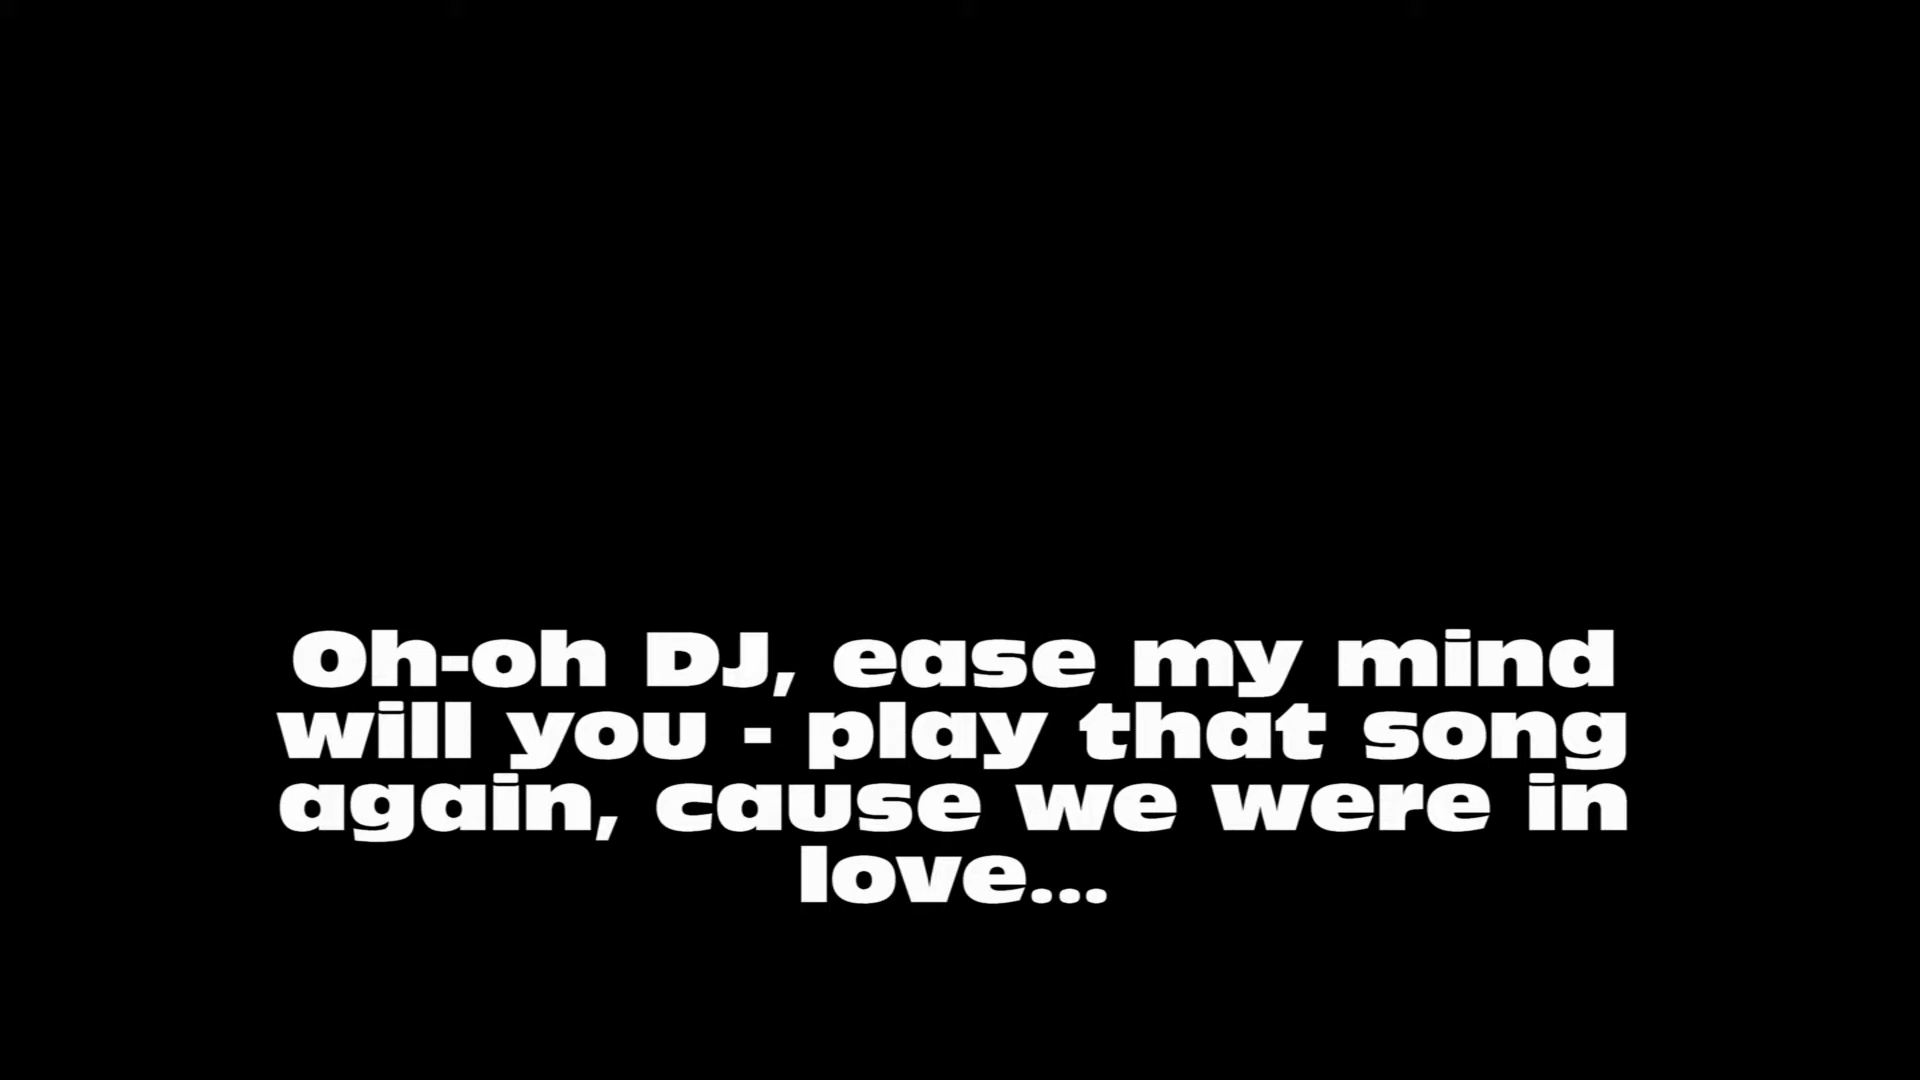 Oh-oh DJ, ease my mind
will you - play that song
again, cause we were in
love...